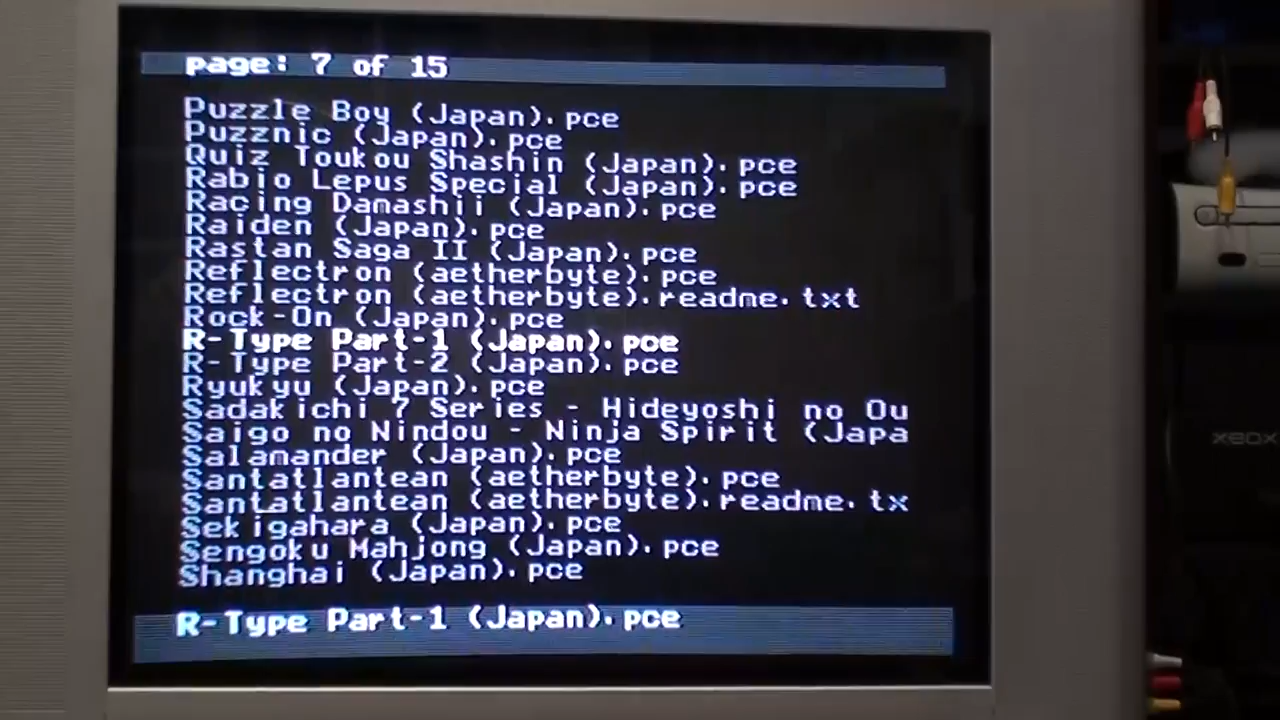 page: 7 of 15
Puzzle Boy (Japan).pce
Puzznic (Japan).pce
Quiz Toukou Shashin (Japan).pce
Rabio Lepus Special (Japan).pce
Racing Damashii (Japan).pce
Raiden (Japan).pce
Rastan Saga II (Japan).pce
Reflectron (aetherbyte).pce
Reflectron (aetherbyte).readme.txt
Rock-On (Japan).pce
R-Type Part-1 (Japan).pce
R-Type Part-2 (Japan).pce
Ryukyu (Japan).pce
Sadakichi 7 Series - Hideyoshi no Ou
Saigo no Nindou - Ninja Spirit (Japa
Salamander (Japan).pce
Santatlantean (aetherbyte).pce
Santatlantean (aetherbyte).readme.tx
Sekigahara (Japan).pce
Sengoku Mahjong (Japan).pce
Shanghai (Japan).pce
R-Type Part-1 (Japan).pce
XBOX